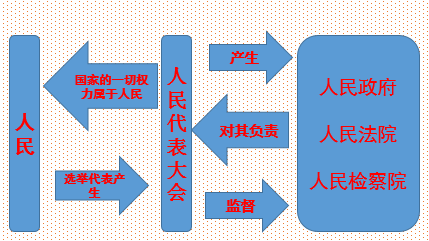 人民
国家的一切权
力属于人民
选举代表产
生
人民代表大会
产生
对其负责
监督
人民政府
人民法院
人民检察院